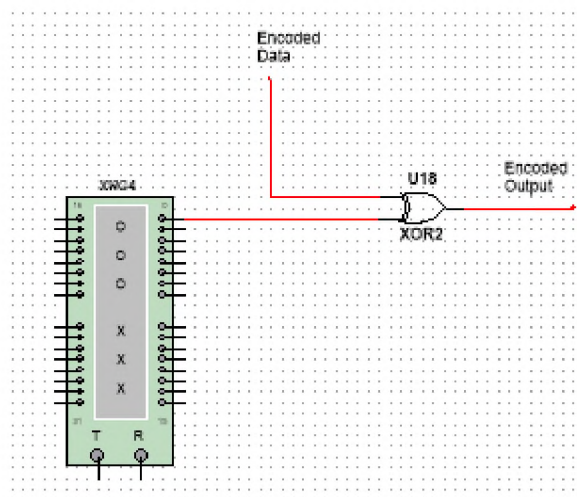 Encoded
Data
XWG4
U18
Encoded
Output
XOR2
O
O
O
X
X
X
T R